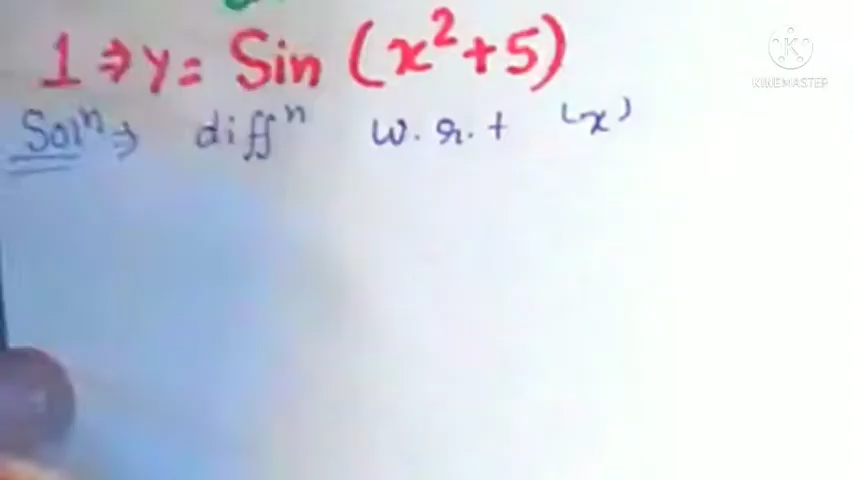 1 ⇒ y = Sin (x² + 5)
KINEMASTER
Solⁿ ⇒ diffⁿ w.r.t 'x'